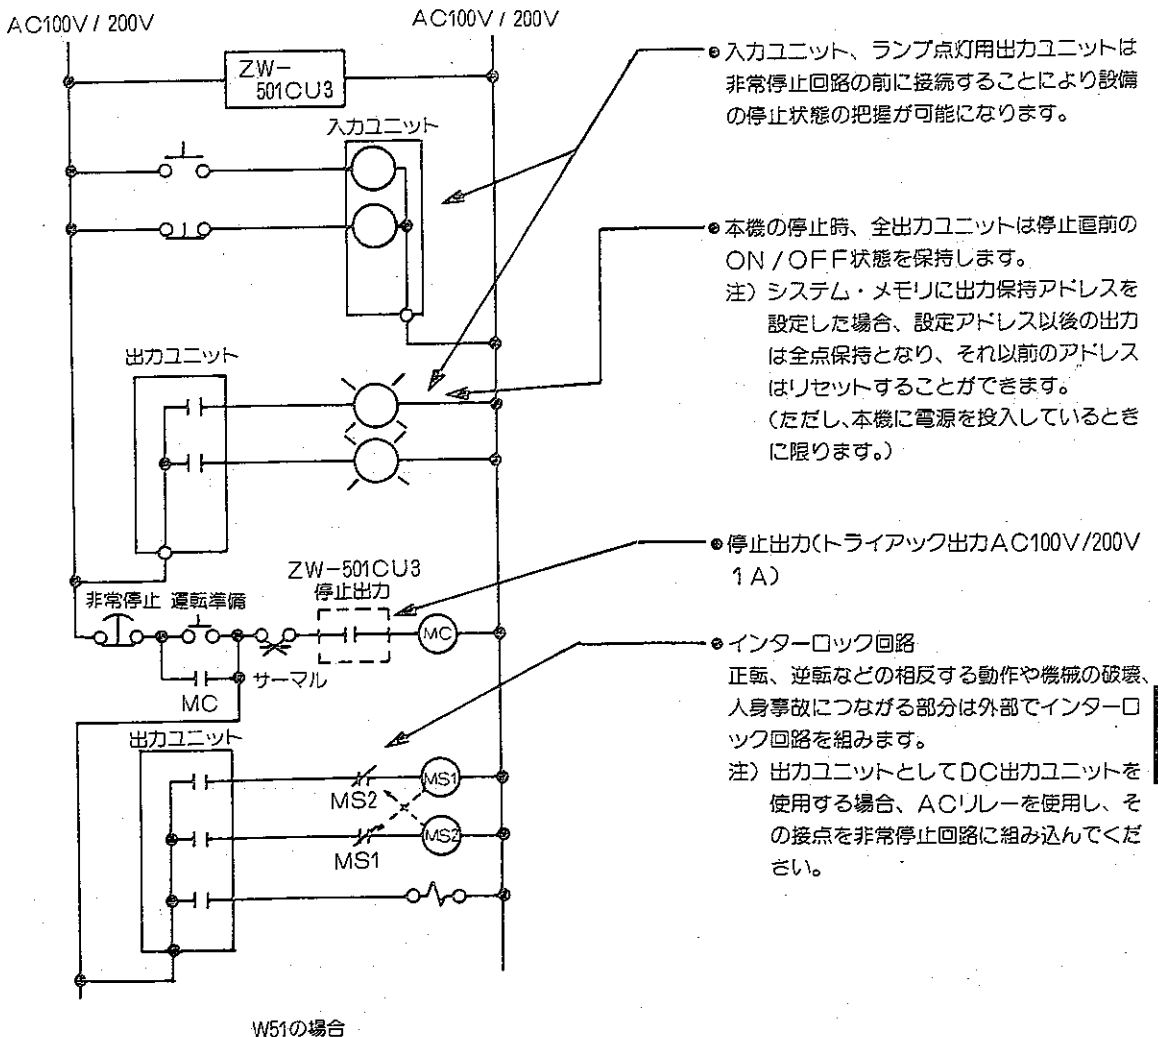 AC100V / 200V
AC100V / 200V
ZW-
501CU3
入力ユニット
出力ユニット
ZW-501CU3
停止出力
非常停止 運転準備
MC
サーマル
MC
出力ユニット
MS1
MS2
MS2
MS1
W51の場合
●入力ユニット、ランプ点灯用出力ユニットは
非常停止回路の前に接続することにより設備
の停止状態の把握が可能になります。
●本機の停止時、全出力ユニットは停止直前の
ON/OFF状態を保持します。
注）システム・メモリに出力保持アドレスを
設定した場合、設定アドレス以後の出力
は全点保持となり、それ以前のアドレス
はリセットすることができます。
（ただし、本機に電源を投入しているとき
に限ります。）
●停止出力（トライアック出力AC100V/200V
1A）
●インターロック回路
正転、逆転などの相反する動作や機械の破壊、
人身事故につながる部分は外部でインターロ
ック回路を組みます。
注）出力ユニットとしてDC出力ユニットを
使用する場合、ACリレーを使用し、そ
の接点を非常停止回路に組み込んでくだ
さい。